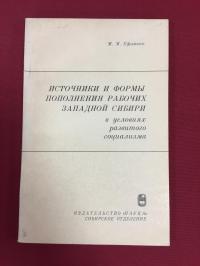 М. М. Ефимкин
ИСТОЧНИКИ И ФОРМЫ
ПОПОЛНЕНИЯ РАБОЧИХ
ЗАПАДНОЙ СИБИРИ
в условиях
развитого
социализма
ИЗДАТЕЛЬСТВО «НАУКА»
СИБИРСКОЕ ОТДЕЛЕНИЕ